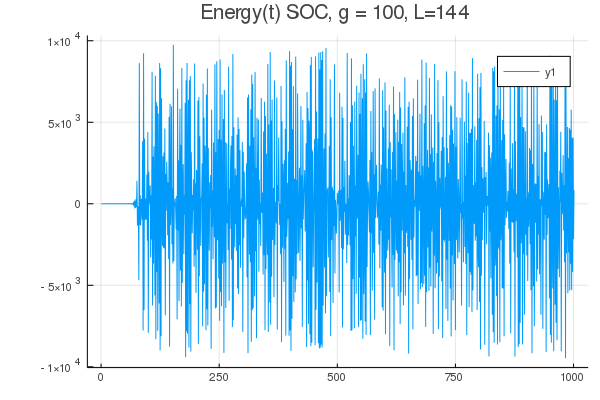 Energy(t) SOC, g = 100, L=144
1×10⁴
y1
5×10³
0
- 5×10³
- 1×10⁴
0 250 500 750 1000